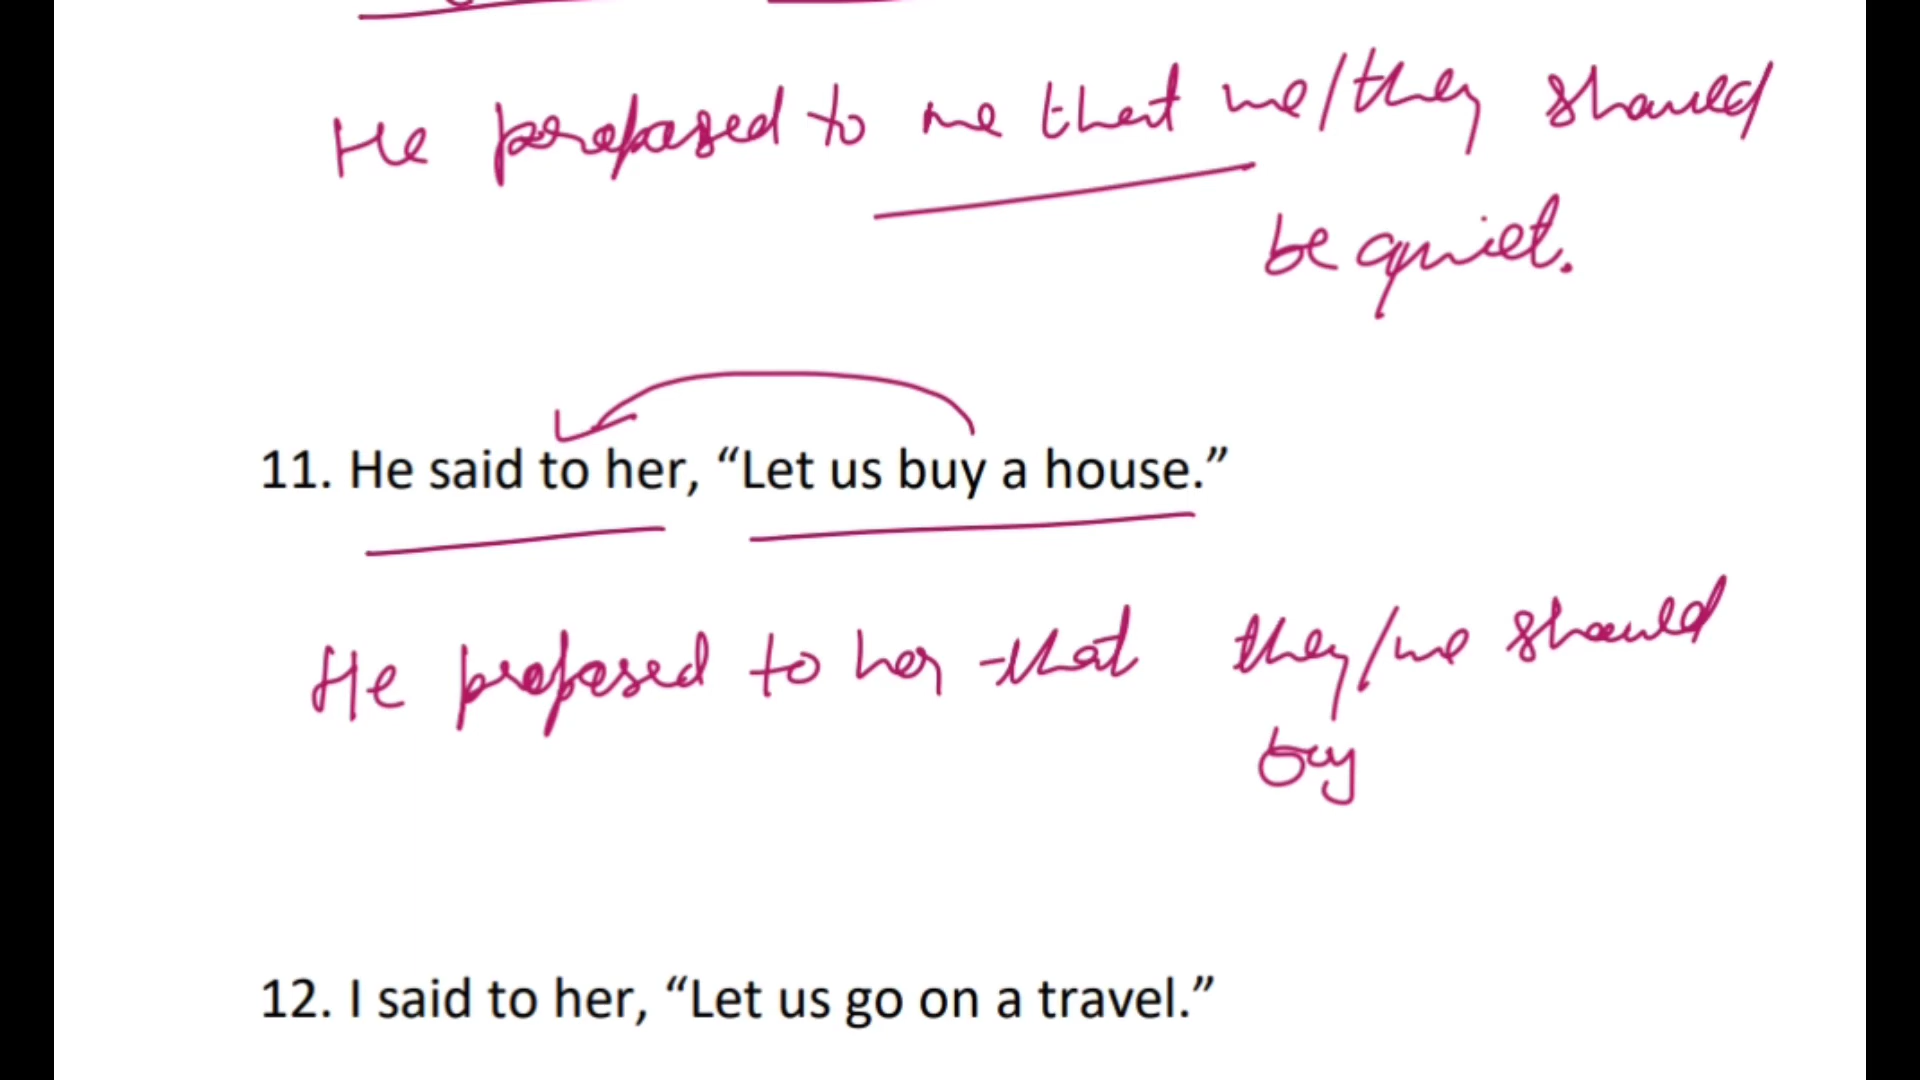 He proposed to me that we/they should
be quiet.
11. He said to her, “Let us buy a house.”
He proposed to her that they/we should
buy
12. I said to her, “Let us go on a travel.”